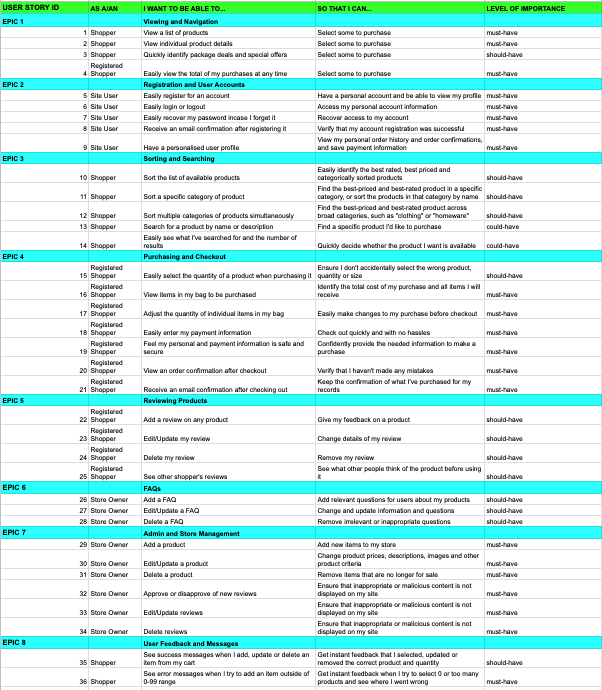 USER STORY ID AS A/AN I WANT TO BE ABLE TO... SO THAT I CAN... LEVEL OF IMPORTANCE
EPIC 1 Viewing and Navigation
1 Shopper View a list of products Select some to purchase must-have
2 Shopper View individual product details Select some to purchase must-have
3 Shopper Quickly identify package deals and special offers Select some to purchase should-have
Registered
4 Shopper Easily view the total of my purchases at any time Select some to purchase must-have
EPIC 2 Registration and User Accounts
5 Site User Easily register for an account Have a personal account and be able to view my profile must-have
6 Site User Easily login or logout Access my personal account information must-have
7 Site User Easily recover my password incase I forget it Recover access to my account must-have
8 Site User Receive an email confirmation after registering it Verify that my account registration was successful must-have
View my personal order history and order confirmations,
9 Site User Have a personalised user profile and save payment information must-have
EPIC 3 Sorting and Searching
Easily identify the best rated, best priced and
10 Shopper Sort the list of available products categorically sorted products should-have
Find the best-priced and best-rated product in a specific
11 Shopper Sort a specific category of product category, or sort the products in that category by name should-have
Find the best-priced and best-rated product across
12 Shopper Sort multiple categories of products simultaneously broad categories, such as "clothing" or "homeware" should-have
13 Shopper Search for a product by name or description Find a specific product I'd like to purchase could-have
Easily see what I've searched for and the number of
14 Shopper results Quickly decide whether the product I want is available could-have
EPIC 4 Purchasing and Checkout
Registered Ensure I don't accidentally select the wrong product,
15 Shopper Easily select the quantity of a product when purchasing it quantity or size should-have
Registered Identify the total cost of my purchase and all items I will
16 Shopper View items in my bag to be purchased receive must-have
Registered
17 Shopper Adjust the quantity of individual items in my bag Easily make changes to my purchase before checkout must-have
Registered
18 Shopper Easily enter my payment information Check out quickly and with no hassles must-have
Registered Feel my personal and payment information is safe and Confidently provide the needed information to make a
19 Shopper secure purchase must-have
Registered
20 Shopper View an order confirmation after checkout Verify that I haven't made any mistakes must-have
Registered Keep the confirmation of what I've purchased for my
21 Shopper Receive an email confirmation after checking out records must-have
EPIC 5 Reviewing Products
Registered
22 Shopper Add a review on any product Give my feedback on a product should-have
Registered
23 Shopper Edit/Update my review Change details of my review should-have
Registered
24 Shopper Delete my review Remove my review should-have
Registered See what other people think of the product before using
25 Shopper See other shopper's reviews it should-have
EPIC 6 FAQs
26 Store Owner Add a FAQ Add relevant questions for users about my products should-have
27 Store Owner Edit/Update a FAQ Change and update information and questions should-have
28 Store Owner Delete a FAQ Remove irrelevant or inappropriate questions should-have
EPIC 7 Admin and Store Management
29 Store Owner Add a product Add new items to my store must-have
Change product prices, descriptions, images and other
30 Store Owner Edit/Update a product product criteria must-have
31 Store Owner Delete a product Remove items that are no longer for sale must-have
Ensure that inappropriate or malicious content is not
32 Store Owner Approve or disapprove of new reviews displayed on my site must-have
Ensure that inappropriate or malicious content is not
33 Store Owner Edit/Update reviews displayed on my site must-have
Ensure that inappropriate or malicious content is not
34 Store Owner Delete reviews displayed on my site must-have
EPIC 8 User Feedback and Messages
See success messages when I add, update or delete an Get instant feedback that I selected, updated or
35 Shopper item from my cart removed the correct product and quantity should-have
See error messages when I try to add an item outside of Get instant feedback when I try to select 0 or too many
36 Shopper 0-99 range products and see where I went wrong must-have